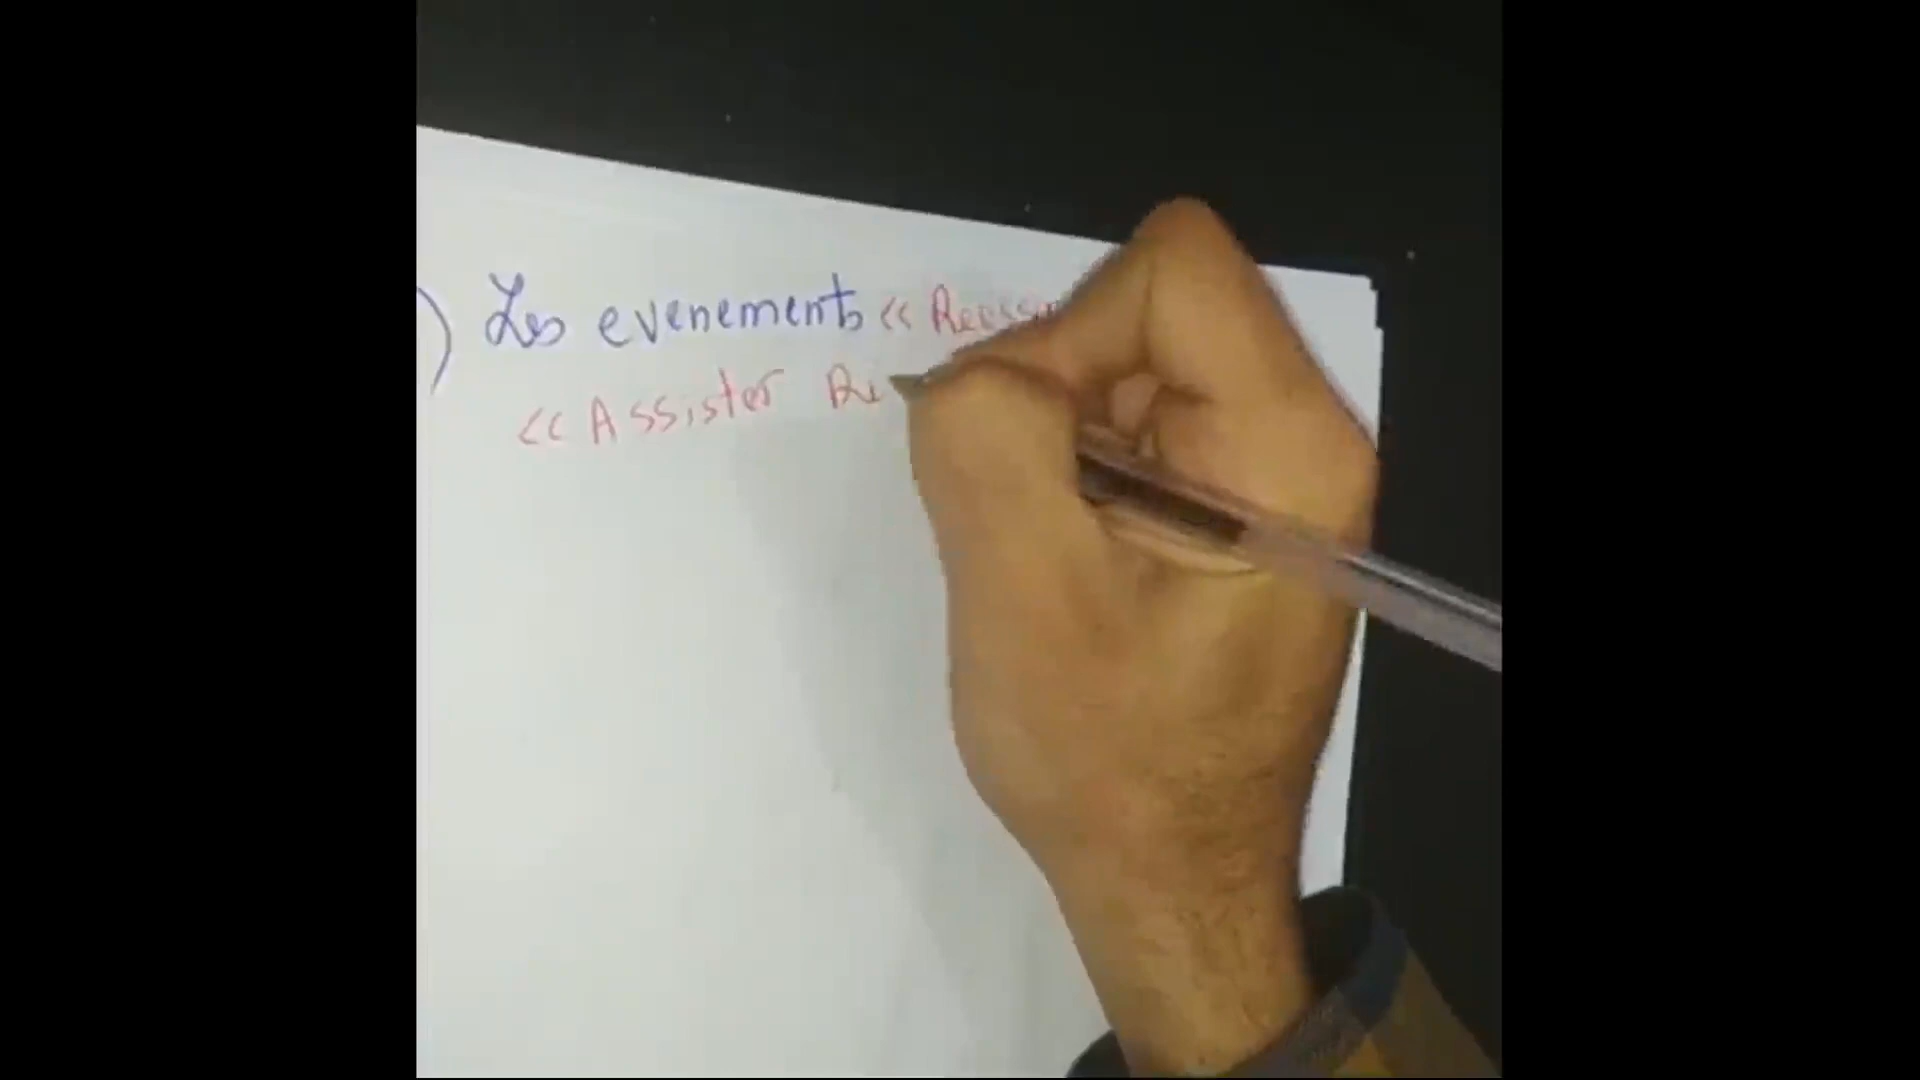 ) Les evenements «
« Assister